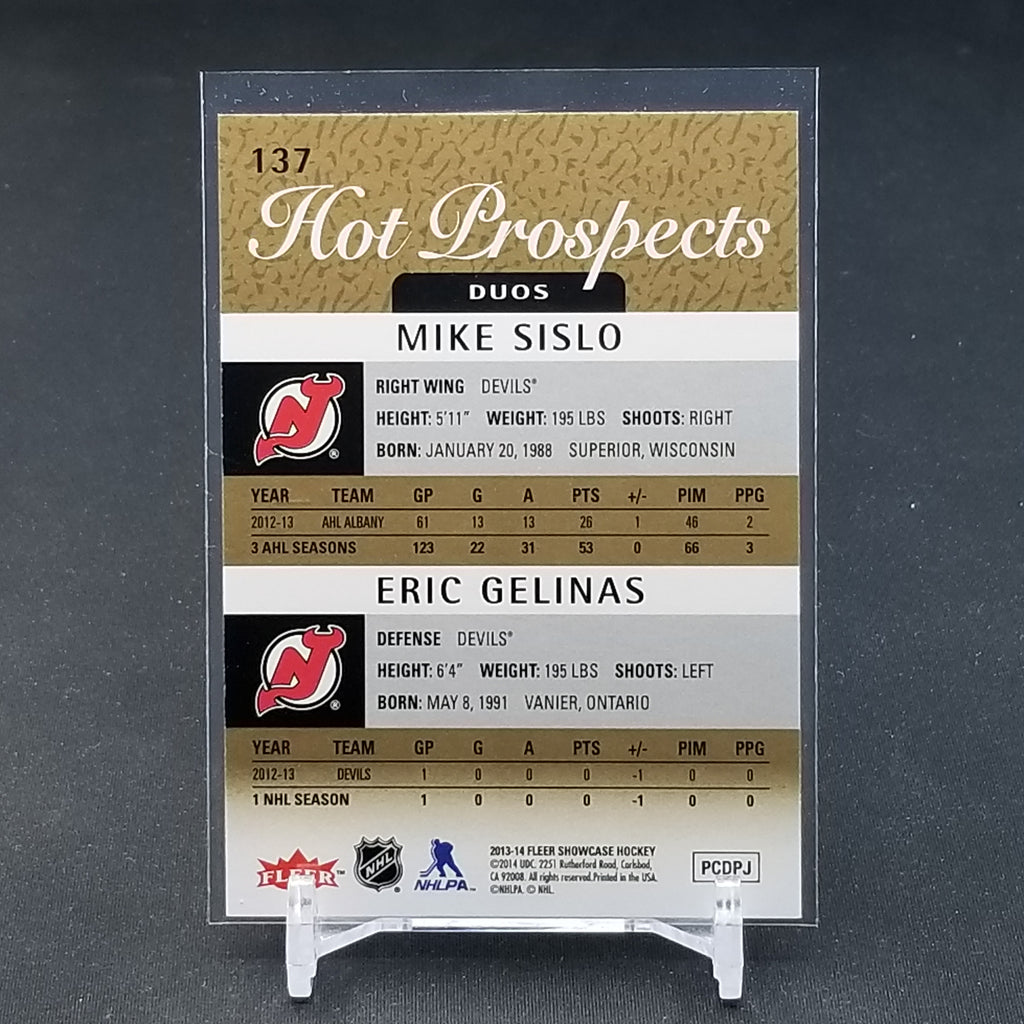 137
Hot Prospects
DUOS
MIKE SISLO
RIGHT WING DEVILS®
HEIGHT: 5'11" WEIGHT: 195 LBS SHOOTS: RIGHT
BORN: JANUARY 20, 1988 SUPERIOR, WISCONSIN
®
YEAR TEAM GP G A PTS +/- PIM PPG
2012-13 AHL ALBANY 61 13 13 26 1 46 2
3 AHL SEASONS 123 22 31 53 0 66 3
ERIC GELINAS
DEFENSE DEVILS®
HEIGHT: 6'4" WEIGHT: 195 LBS SHOOTS: LEFT
BORN: MAY 8, 1991 VANIER, ONTARIO
®
YEAR TEAM GP G A PTS +/- PIM PPG
2012-13 DEVILS 1 0 0 0 -1 0 0
1 NHL SEASON 1 0 0 0 -1 0 0
FLEER™
NHL®
NHLPA™
2013-14 FLEER SHOWCASE HOCKEY
©2014 UDC. 2251 Rutherford Road, Carlsbad,
CA 92008. All rights reserved. Printed in the USA.
©NHLPA. © NHL.
PCDPJ